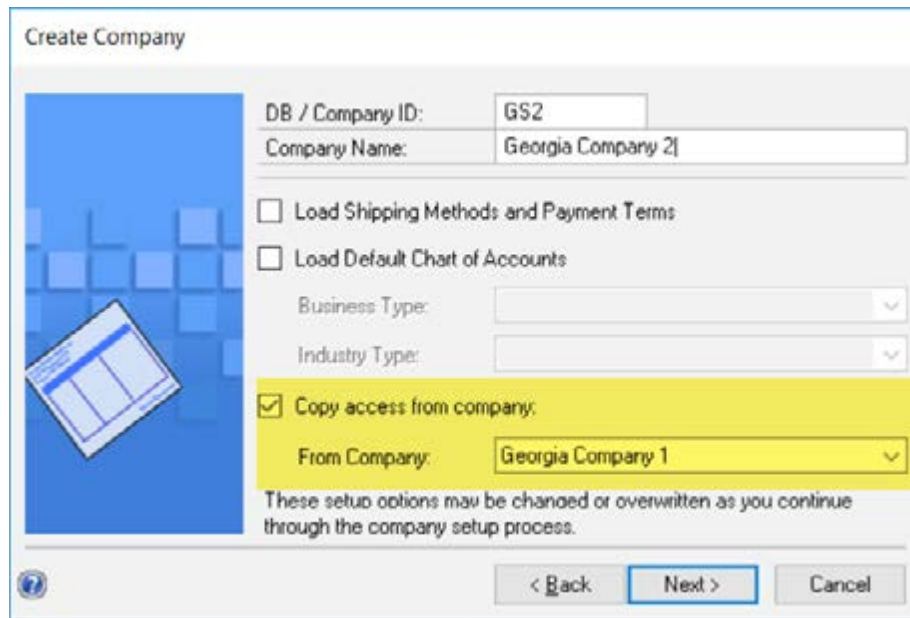 Create Company
DB / Company ID: GS2
Company Name: Georgia Company 2
Load Shipping Methods and Payment Terms
Load Default Chart of Accounts
Business Type:
Industry Type:
Copy access from company:
From Company: Georgia Company 1
These setup options may be changed or overwritten as you continue
through the company setup process.
? < Back Next > Cancel